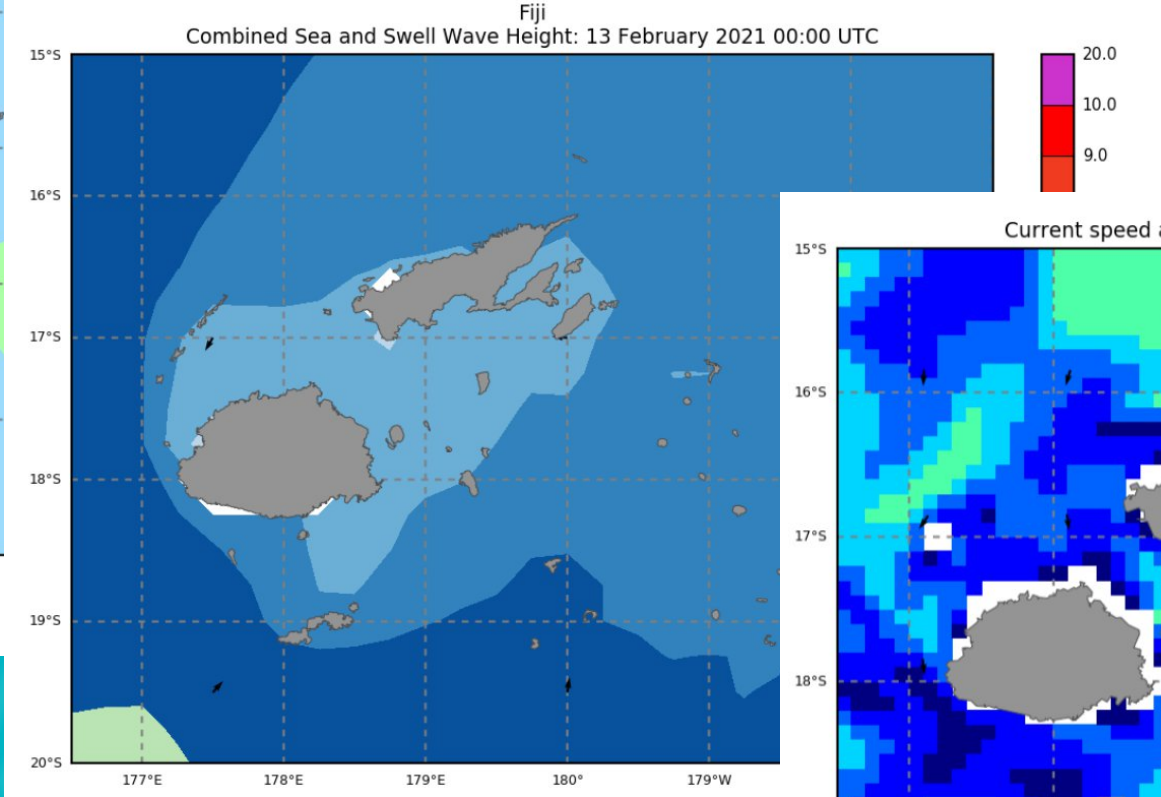 Fiji
Combined Sea and Swell Wave Height: 13 February 2021 00:00 UTC
15°S
16°S
17°S
18°S
19°S
20°S
177°E
178°E
179°E
180°
179°W
20.0
10.0
9.0
Current speed a
15°S
16°S
17°S
18°S